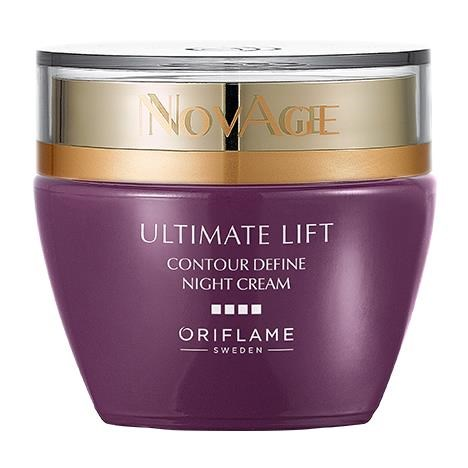 NOVAGE
ULTIMATE LIFT
CONTOUR DEFINE
NIGHT CREAM
ORIFLAME
SWEDEN